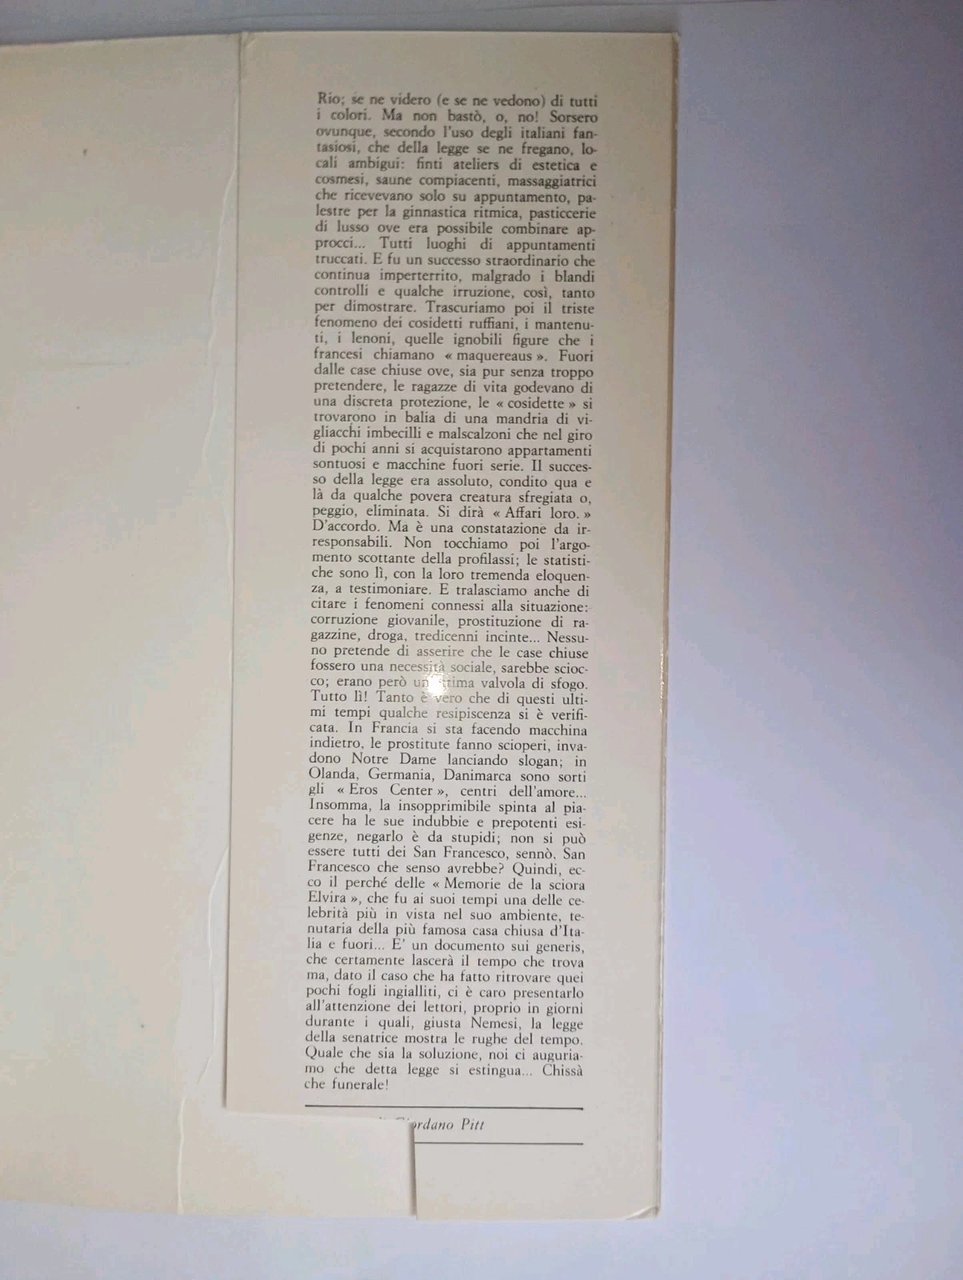 Rio; se ne videro (e se ne vedono) di tutti
i colori. Ma non bastò, o, no! Sorsero
ovunque, secondo l'uso degli italiani fan-
tasiosi, che della legge se ne fregano, lo-
cali ambigui: finti ateliers di estetica e
cosmesi, saune compiacenti, massaggiatrici
che ricevevano solo su appuntamento, pa-
lestre per la ginnastica ritmica, pasticcerie
di lusso ove era possibile combinare ap-
procci... Tutti luoghi di appuntamenti
truccati. E fu un successo straordinario che
continua imperterrito, malgrado i blandi
controlli e qualche irruzione, così, tanto
per dimostrare. Trascuriamo poi il triste
fenomeno dei cosidetti ruffiani, i mantenu-
ti, i lenoni, quelle ignobili figure che i
francesi chiamano « maquereaus ». Fuori
dalle case chiuse ove, sia pur senza troppo
pretendere, le ragazze di vita godevano di
una discreta protezione, le « cosidette » si
trovarono in balia di una mandria di vi-
gliacchi imbecilli e malscalzoni che nel giro
di pochi anni si acquistarono appartamenti
sontuosi e macchine fuori serie. Il succes-
so della legge era assoluto, condito qua e
là da qualche povera creatura sfregiata o,
peggio, eliminata. Si dirà « Affari loro. »
D'accordo. Ma è una constatazione da ir-
responsabili. Non tocchiamo poi l'argo-
mento scottante della profilassi; le statisti-
che sono lì, con la loro tremenda eloquen-
za, a testimoniare. E tralasciamo anche di
citare i fenomeni connessi alla situazione:
corruzione giovanile, prostituzione di ra-
gazzine, droga, tredicenni incinte... Nessu-
no pretende di asserire che le case chiuse
fossero una necessità sociale, sarebbe scioc-
co; erano però valvola di sfogo.
Tutto lì! Tanto è vero che di questi ulti-
mi tempi qualche resipiscenza si è verifi-
cata. In Francia si sta facendo macchina
indietro, le prostitute fanno scioperi, inva-
dono Notre Dame lanciando slogan; in
Olanda, Germania, Danimarca sono sorti
gli « Eros Center », centri dell'amore...
Insomma, la insopprimibile spinta al pia-
cere ha le sue indubbie e prepotenti esi-
genze, negarlo è da stupidi; non si può
essere tutti dei San Francesco, sennò, San
Francesco che senso avrebbe? Quindi, ec-
co il perché delle « Memorie de la sciora
Elvira », che fu ai suoi tempi una delle ce-
lebrità più in vista nel suo ambiente, te-
nutaria della più famosa casa chiusa d'Ita-
lia e fuori... E' un documento sui generis,
che certamente lascerà il tempo che trova
ma, dato il caso che ha fatto ritrovare quei
pochi fogli ingialliti, ci è caro presentarlo
all'attenzione dei lettori, proprio in giorni
durante i quali, giusta Nemesi, la legge
della senatrice mostra le rughe del tempo.
Quale che sia la soluzione, noi ci auguria-
mo che detta legge si estingua... Chissà
che funerale!
Giordano Pitt